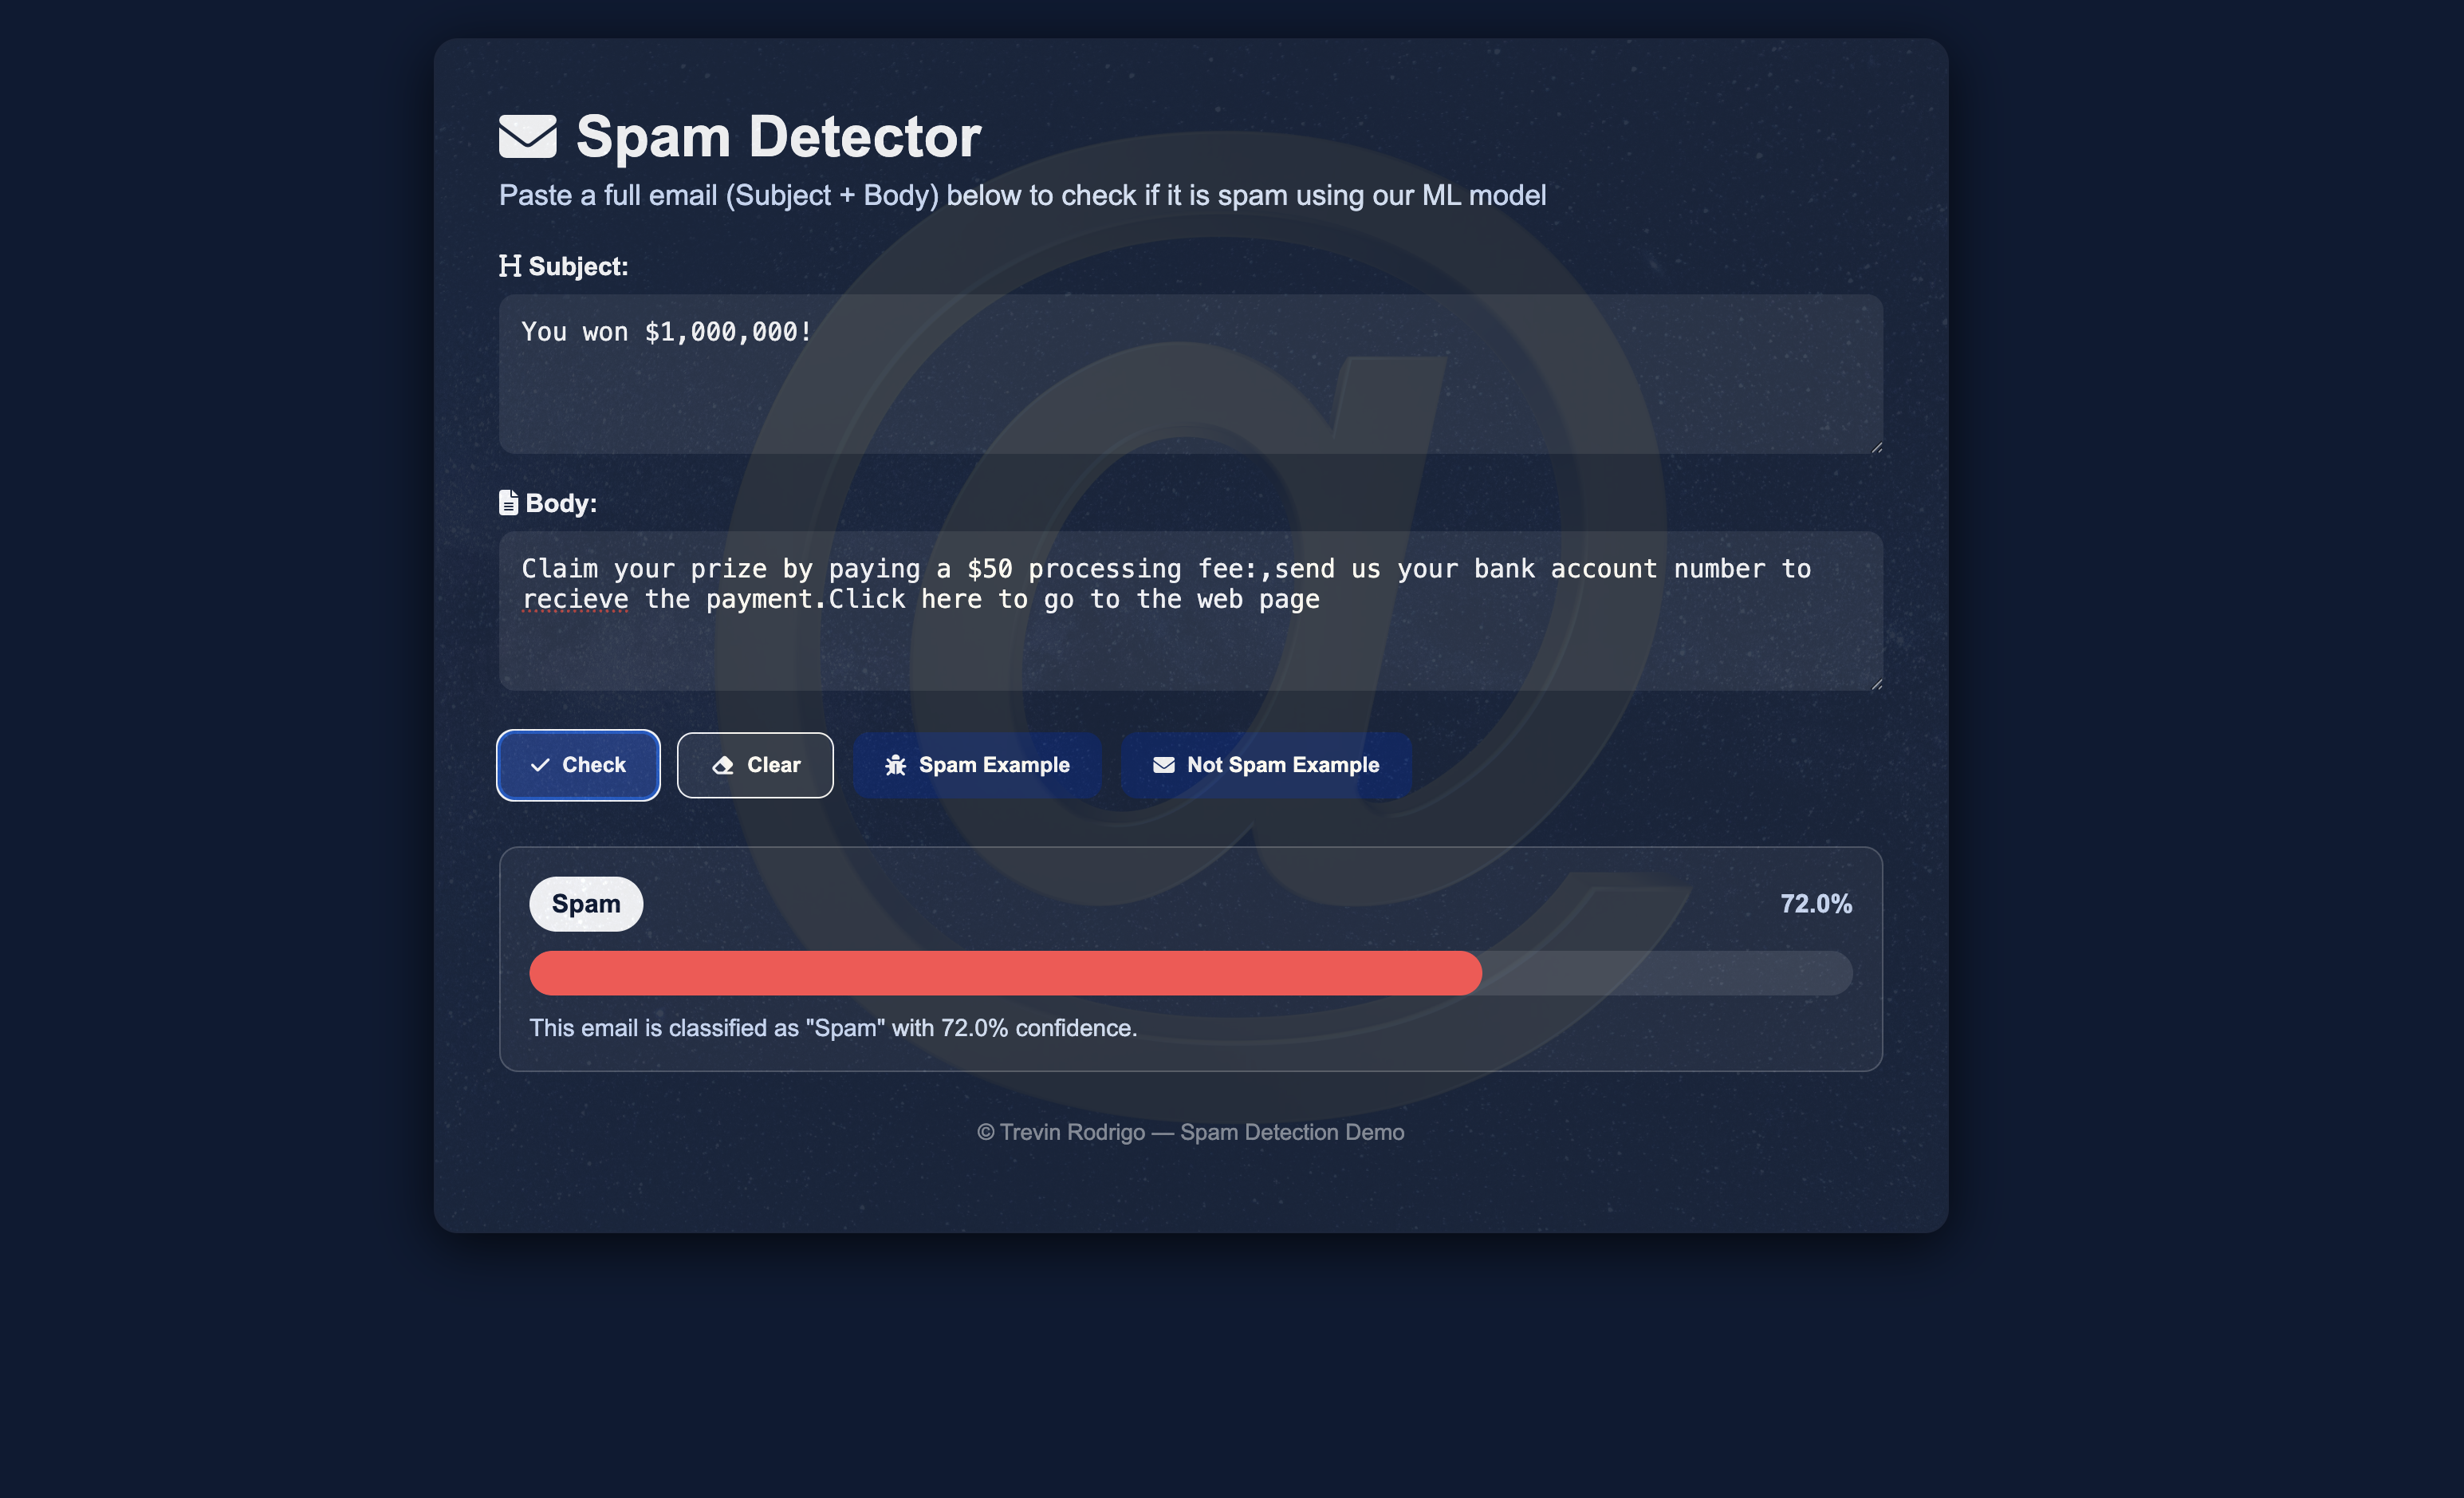 Spam Detector
Paste a full email (Subject + Body) below to check if it is spam using our ML model
Subject:
You won $1,000,000!
Body:
Claim your prize by paying a $50 processing fee:,send us your bank account number to
recieve the payment.Click here to go to the web page
Check Clear Spam Example Not Spam Example
Spam 72.0%
This email is classified as "Spam" with 72.0% confidence.
© Trevin Rodrigo — Spam Detection Demo